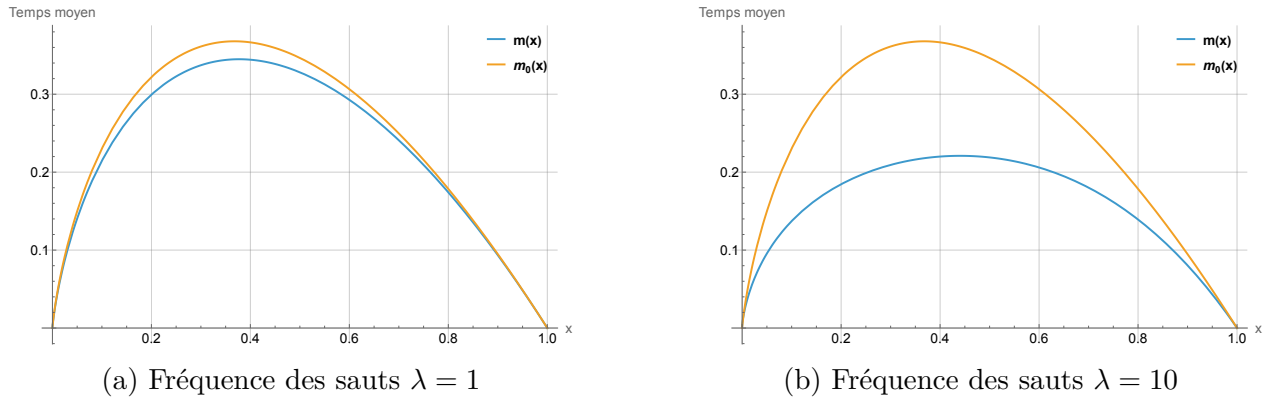 Temps moyen
m(x)
m₀(x)
0.3
0.2
0.1
0.2 0.4 0.6 0.8 1.0 x
(a) Fréquence des sauts λ = 1
Temps moyen
m(x)
m₀(x)
0.3
0.2
0.1
0.2 0.4 0.6 0.8 1.0 x
(b) Fréquence des sauts λ = 10